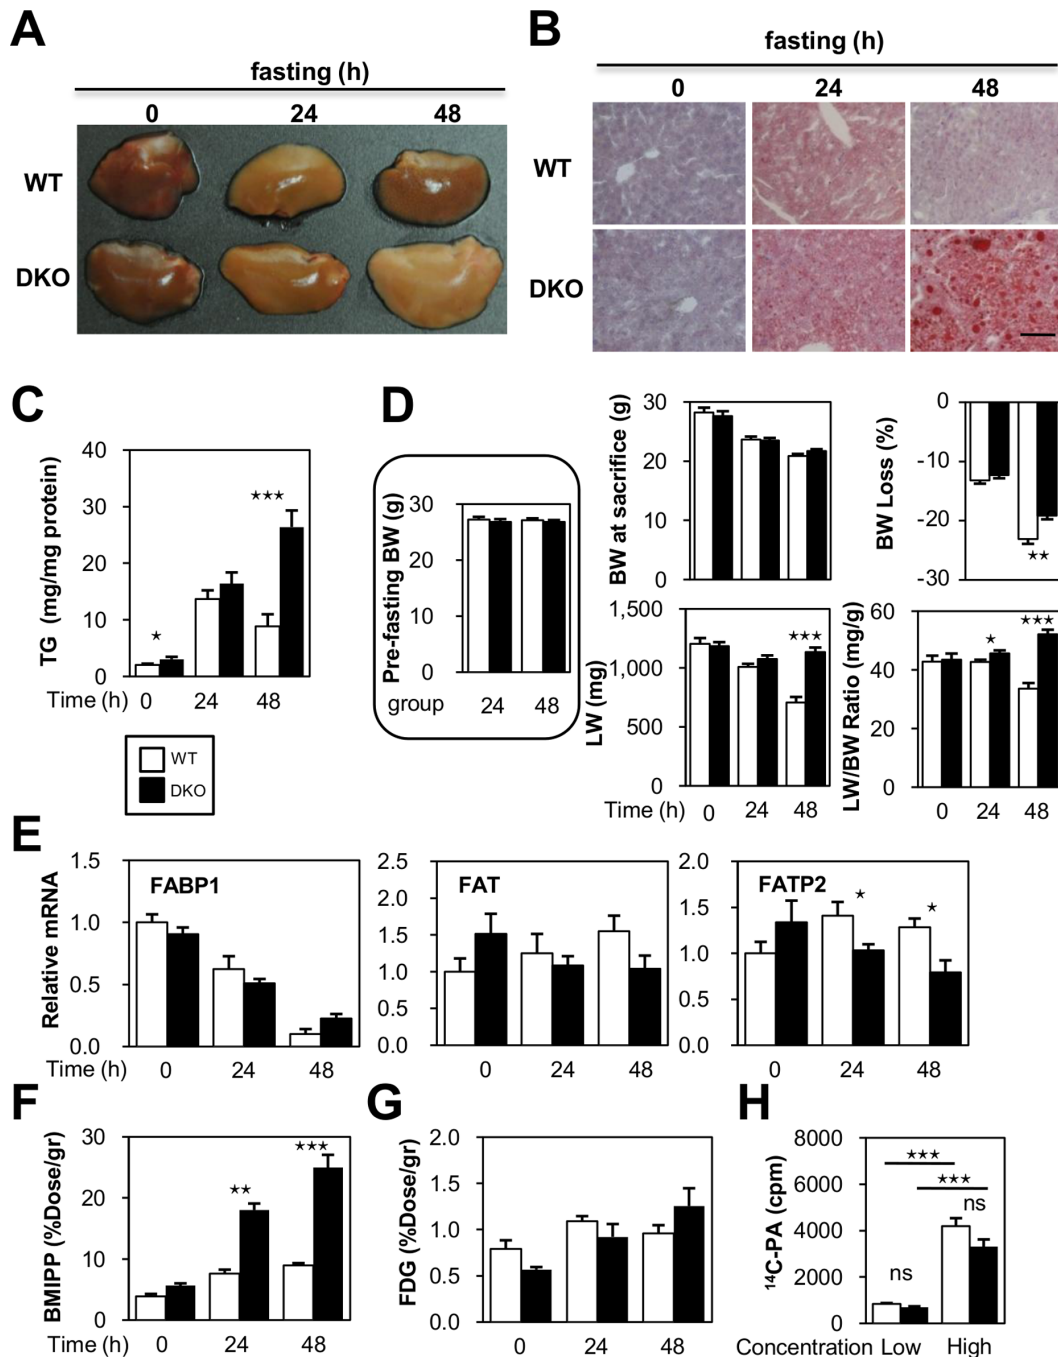 A
fasting (h)
0 24 48
WT
DKO
B
fasting (h)
0 24 48
WT
DKO
C
TG (mg/mg protein)
40
30
20
10
0
★ ★★★
Time (h) 0 24 48
WT
DKO
D
Pre-fasting BW (g)
30
20
10
0
group 24 48
BW at sacrifice (g)
30
20
10
0
BW Loss (%)
0
-10
-20
-30
★★
LW (mg)
1,500
1,000
500
0
★★★
Time (h) 0 24 48
LW/BW Ratio (mg/g)
60
40
20
0
★ ★★★
0 24 48
E
Relative mRNA
FABP1
1.5
1.0
0.5
0.0
Time (h) 0 24 48
FAT
2.5
2.0
1.5
1.0
0.5
0.0
0 24 48
FATP2
2.0
1.5
1.0
0.5
0.0
★ ★
0 24 48
F
BMIPP (%Dose/gr)
30
20
10
0
★★ ★★★
Time (h) 0 24 48
G
FDG (%Dose/gr)
2.0
1.5
1.0
0.5
0.0
0 24 48
H
¹⁴C-PA (cpm)
8000
6000
4000
2000
0
★★★
★★★
ns
ns
Concentration Low High